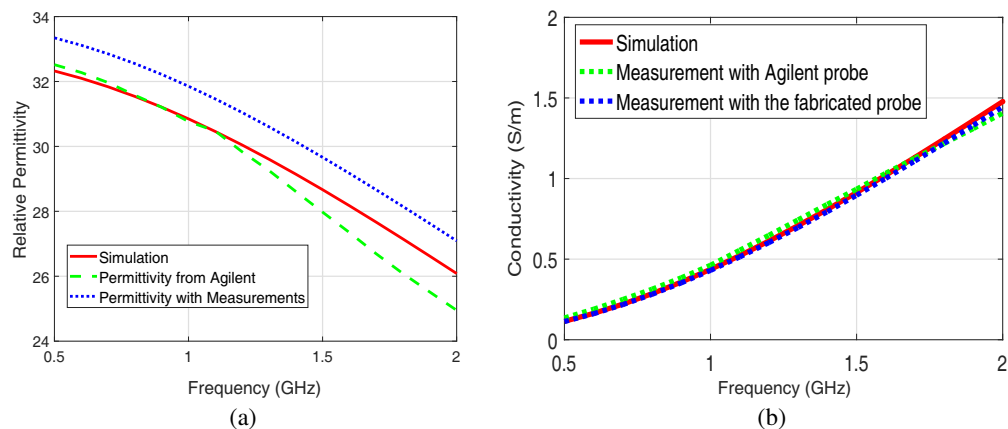 34
32
30
28
26
24
Relative Permittivity
Simulation
Permittivity from Agilent
Permittivity with Measurements
0.5
1
1.5
2
Frequency (GHz)
(a)
2
1.5
1
0.5
0
Conductivity (S/m)
Simulation
Measurement with Agilent probe
Measurement with the fabricated probe
0.5
1
1.5
2
Frequency (GHz)
(b)